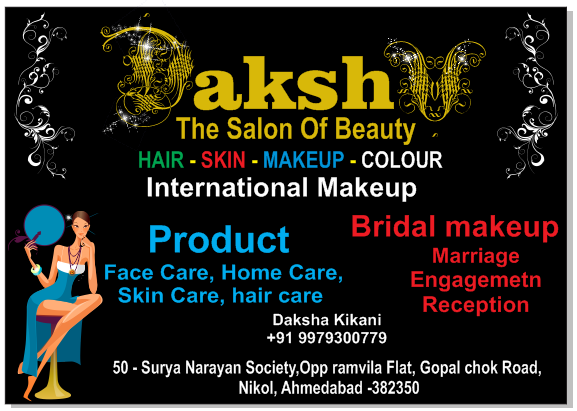 DakshV
The Salon Of Beauty
HAIR - SKIN - MAKEUP - COLOUR
International Makeup
Product
Face Care, Home Care,
Skin Care, hair care
Bridal makeup
Marriage
Engagemetn
Reception
Daksha Kikani
+91 9979300779
50 - Surya Narayan Society,Opp ramvila Flat, Gopal chok Road,
Nikol, Ahmedabad -382350